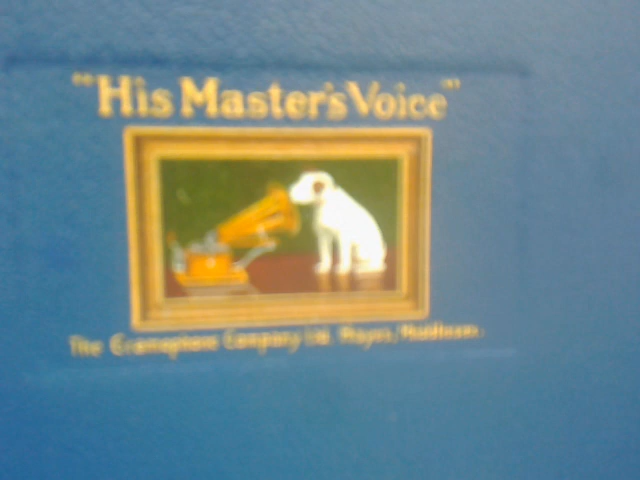 "His Master's Voice"
The Gramophone Company Ltd. Hayes, Middlesex.